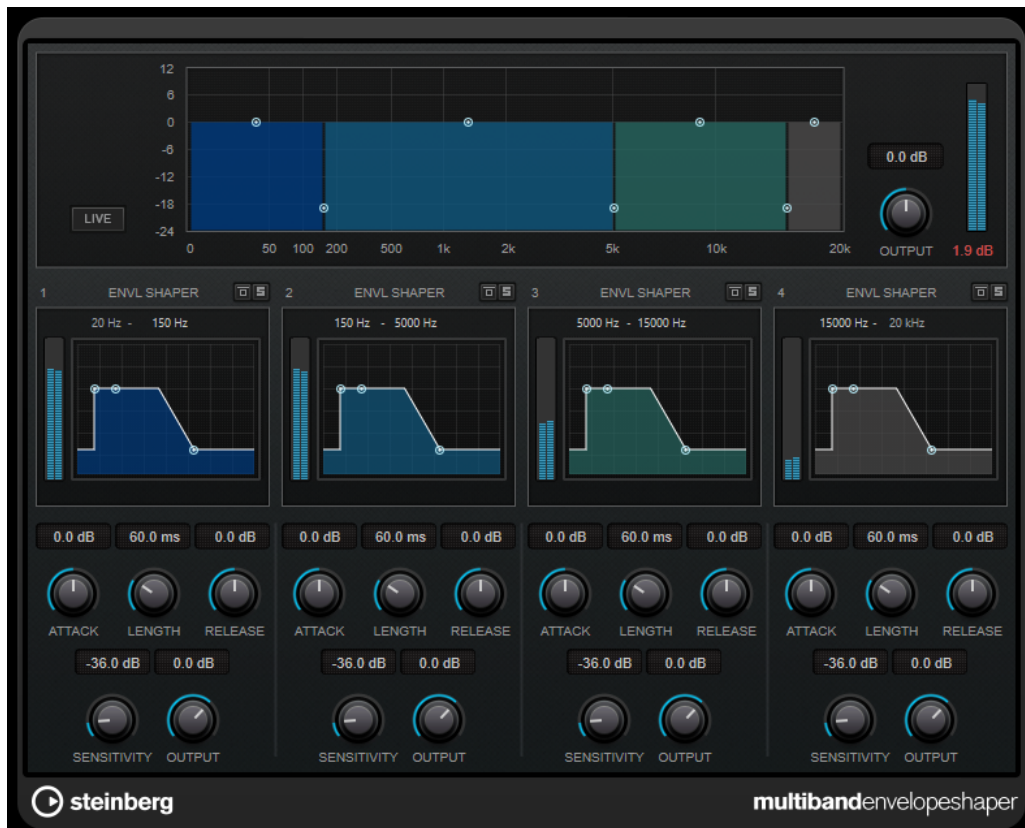 12
6
0
-6
-12
-18
-24
LIVE
0 50 100 200 500 1k 2k 5k 10k 20k
0.0 dB
OUTPUT 1.9 dB
1 ENVL SHAPER S 2 ENVL SHAPER S 3 ENVL SHAPER S 4 ENVL SHAPER S
20 Hz - 150 Hz 150 Hz - 5000 Hz 5000 Hz - 15000 Hz 15000 Hz - 20 kHz
0.0 dB 60.0 ms 0.0 dB 0.0 dB 60.0 ms 0.0 dB 0.0 dB 60.0 ms 0.0 dB 0.0 dB 60.0 ms 0.0 dB
ATTACK LENGTH RELEASE ATTACK LENGTH RELEASE ATTACK LENGTH RELEASE ATTACK LENGTH RELEASE
-36.0 dB 0.0 dB -36.0 dB 0.0 dB -36.0 dB 0.0 dB -36.0 dB 0.0 dB
SENSITIVITY OUTPUT SENSITIVITY OUTPUT SENSITIVITY OUTPUT SENSITIVITY OUTPUT
steinberg multibandenvelopeshaper